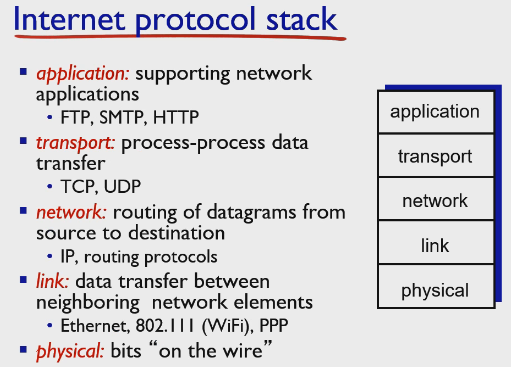 Internet protocol stack
▪ application: supporting network
applications
• FTP, SMTP, HTTP
▪ transport: process-process data
transfer
• TCP, UDP
▪ network: routing of datagrams from
source to destination
• IP, routing protocols
▪ link: data transfer between
neighboring network elements
• Ethernet, 802.111 (WiFi), PPP
▪ physical: bits “on the wire”
application
transport
network
link
physical